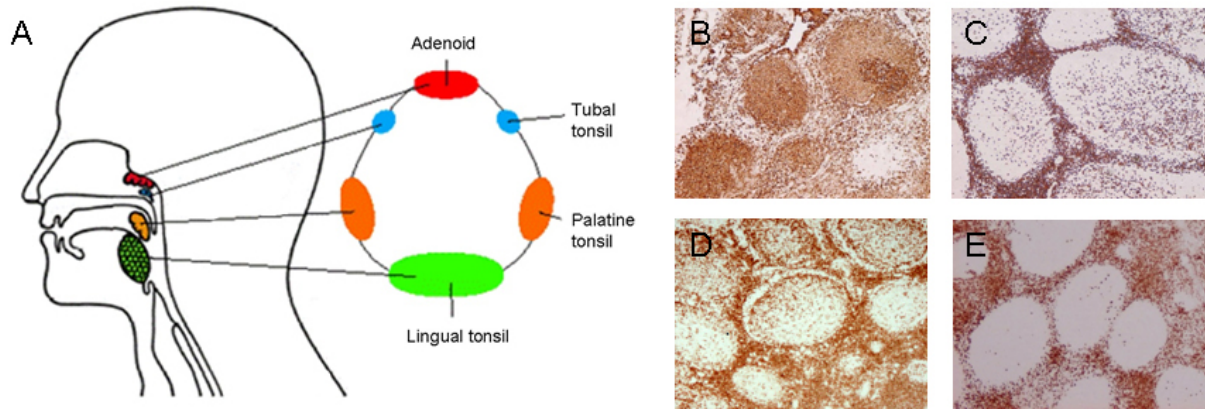 A
Adenoid
Tubal
tonsil
Palatine
tonsil
Lingual tonsil
B
C
D
E